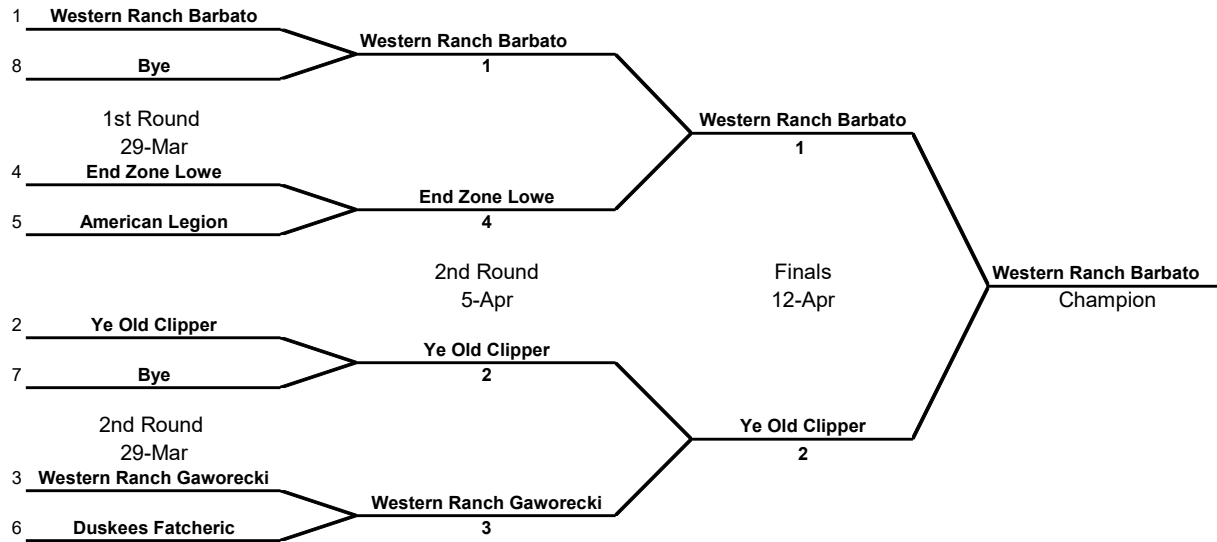 1 Western Ranch Barbato
Western Ranch Barbato
8 Bye
1
1st Round
29-Mar
Western Ranch Barbato
1
4 End Zone Lowe
End Zone Lowe
5 American Legion
4
2nd Round
5-Apr
Finals
12-Apr
Western Ranch Barbato
Champion
2 Ye Old Clipper
Ye Old Clipper
7 Bye
2
2nd Round
29-Mar
Ye Old Clipper
2
3 Western Ranch Gaworecki
Western Ranch Gaworecki
6 Duskees Fatcheric
3